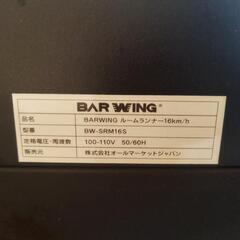 BARWING®
品名 BARWING ルームランナー16km/h
型番 BW-SRM16S
定格電圧・周波数 100-110V 50/60H
販売元 株式会社オールマーケットジャパン